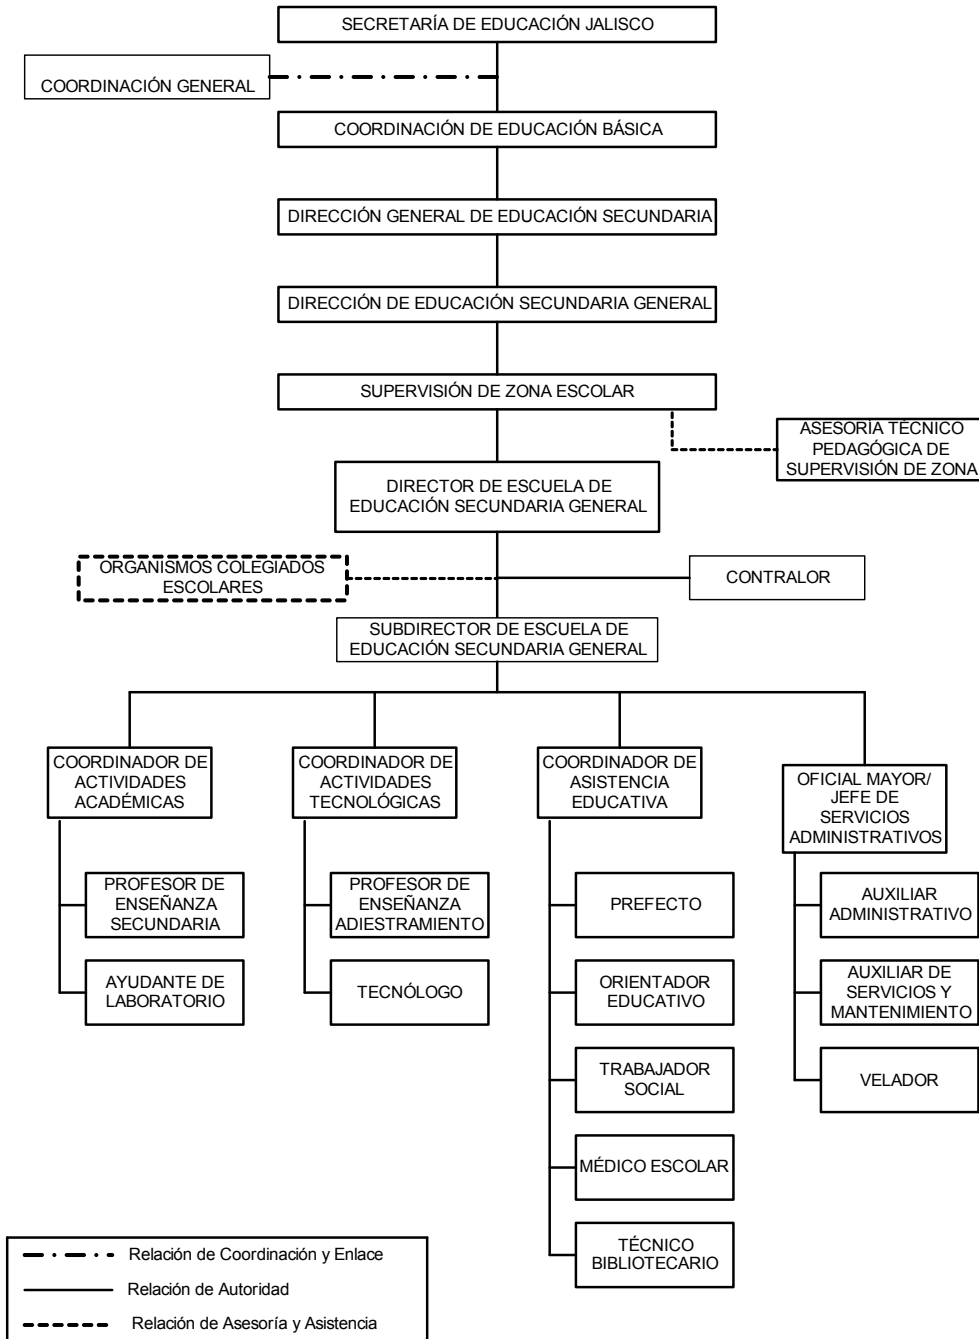 SECRETARÍA DE EDUCACIÓN JALISCO
COORDINACIÓN GENERAL
COORDINACIÓN DE EDUCACIÓN BÁSICA
DIRECCIÓN GENERAL DE EDUCACIÓN SECUNDARIA
DIRECCIÓN DE EDUCACIÓN SECUNDARIA GENERAL
SUPERVISIÓN DE ZONA ESCOLAR
ASESORÍA TÉCNICO
PEDAGÓGICA DE
SUPERVISIÓN DE ZONA
DIRECTOR DE ESCUELA DE
EDUCACIÓN SECUNDARIA GENERAL
ORGANISMOS COLEGIADOS
ESCOLARES
CONTRALOR
SUBDIRECTOR DE ESCUELA DE
EDUCACIÓN SECUNDARIA GENERAL
COORDINADOR DE
ACTIVIDADES
ACADÉMICAS
PROFESOR DE
ENSEÑANZA
SECUNDARIA
AYUDANTE DE
LABORATORIO
COORDINADOR DE
ACTIVIDADES
TECNOLÓGICAS
PROFESOR DE
ENSEÑANZA
ADIESTRAMIENTO
TECNÓLOGO
COORDINADOR DE
ASISTENCIA
EDUCATIVA
PREFECTO
ORIENTADOR
EDUCATIVO
TRABAJADOR
SOCIAL
MÉDICO ESCOLAR
TÉCNICO
BIBLIOTECARIO
OFICIAL MAYOR/
JEFE DE
SERVICIOS
ADMINISTRATIVOS
AUXILIAR
ADMINISTRATIVO
AUXILIAR DE
SERVICIOS Y
MANTENIMIENTO
VELADOR
Relación de Coordinación y Enlace
Relación de Autoridad
Relación de Asesoría y Asistencia